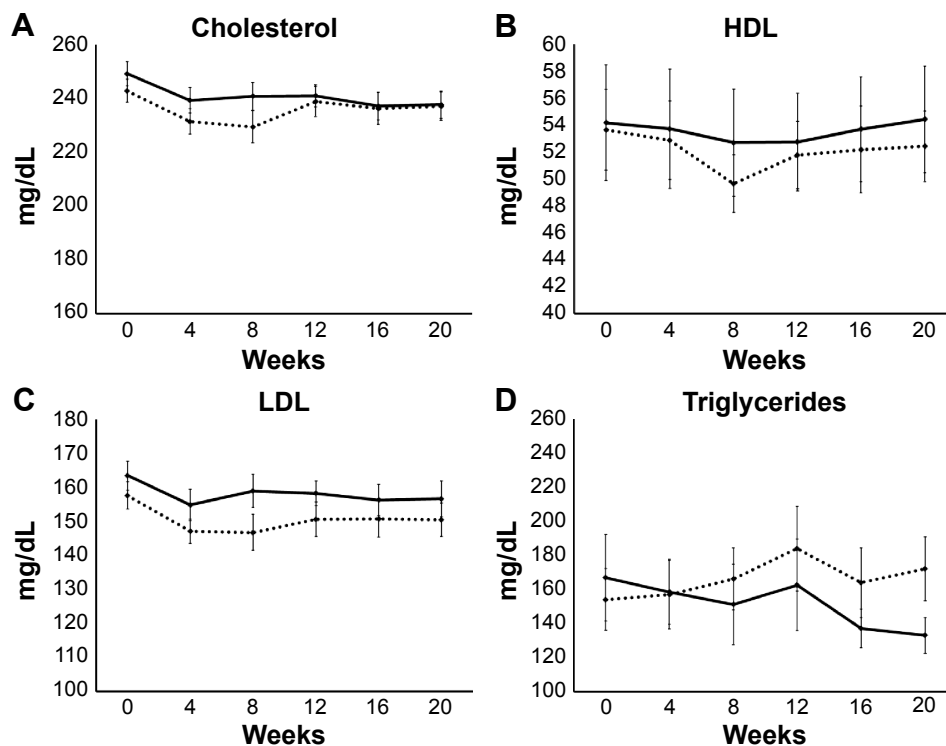 A
Cholesterol
mg/dL
260
240
220
200
180
160
0 4 8 12 16 20
Weeks
B
HDL
mg/dL
60
58
56
54
52
50
48
46
44
42
40
0 4 8 12 16 20
Weeks
C
LDL
mg/dL
180
170
160
150
140
130
120
110
100
0 4 8 12 16 20
Weeks
D
Triglycerides
mg/dL
260
240
220
200
180
160
140
120
100
0 4 8 12 16 20
Weeks